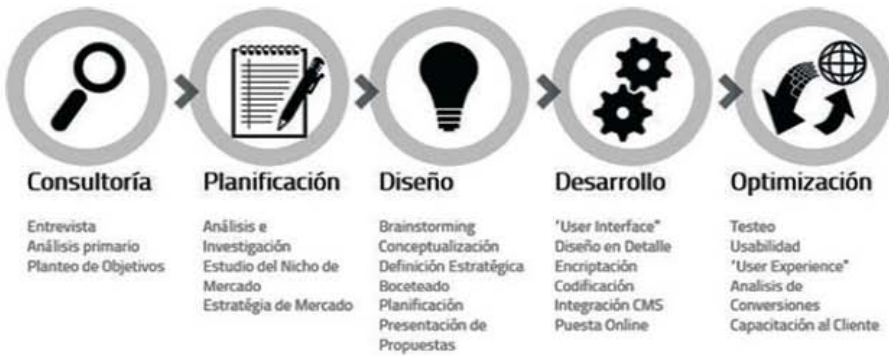 Consultoría
Entrevista
Análisis primario
Planteo de Objetivos
Planificación
Análisis e
Investigación
Estudio del Nicho de
Mercado
Estratégia de Mercado
Diseño
Brainstorming
Conceptualización
Definición Estratégica
Boceteado
Planificación
Presentación de
Propuestas
Desarrollo
"User Interface"
Diseño en Detalle
Encriptación
Codificación
Integración CMS
Puesta Online
Optimización
Testeo
Usabilidad
"User Experience"
Analisis de
Conversiones
Capacitación al Cliente